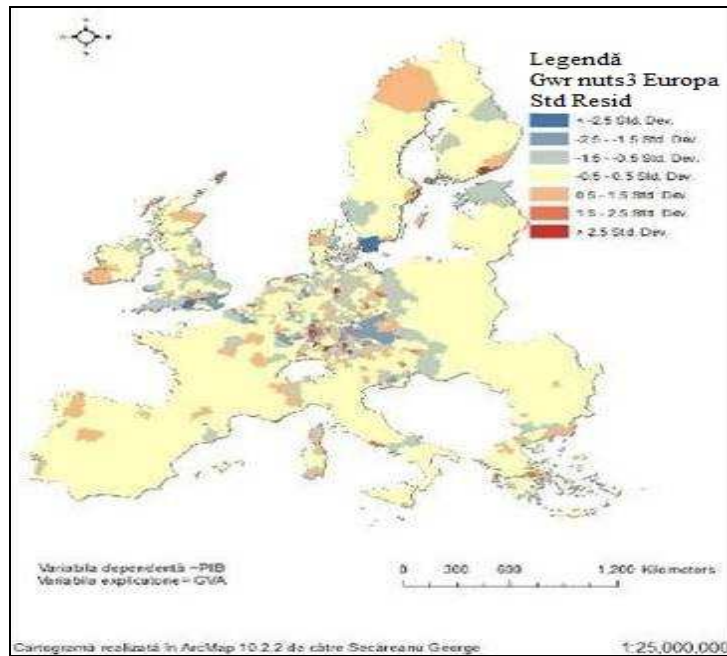 Legendă
Gwr nuts3 Europa
Std Resid
< -2.5 Std. Dev.
-2.5 - -1.5 Std. Dev.
-1.5 - -0.5 Std. Dev.
-0.5 - 0.5 Std. Dev.
0.5 - 1.5 Std. Dev.
1.5 - 2.5 Std. Dev.
> 2.5 Std. Dev.
Variabila dependentă =PIB
Variabila explicatorie= GVA
0 300 600 1,200 Kilometers
Cartogramă realizată în ArcMap 10.2.2 de către Secăreanu George
1:25,000,000